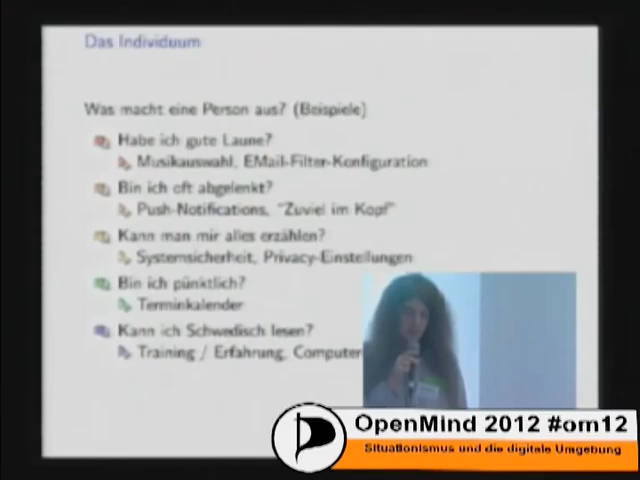 Das Individuum
Was macht eine Person aus? (Beispiele)
Habe ich gute Laune?
Musikauswahl, EMail-Filter-Konfiguration
Bin ich oft abgelenkt?
Push-Notifications, "Zuviel im Kopf"
Kann man mir alles erzählen?
Systemsicherheit, Privacy-Einstellungen
Bin ich pünktlich?
Terminkalender
Kann ich Schwedisch lesen?
Training / Erfahrung, Computer
OpenMind 2012 #om12
Situationismus und die digitale Umgebung